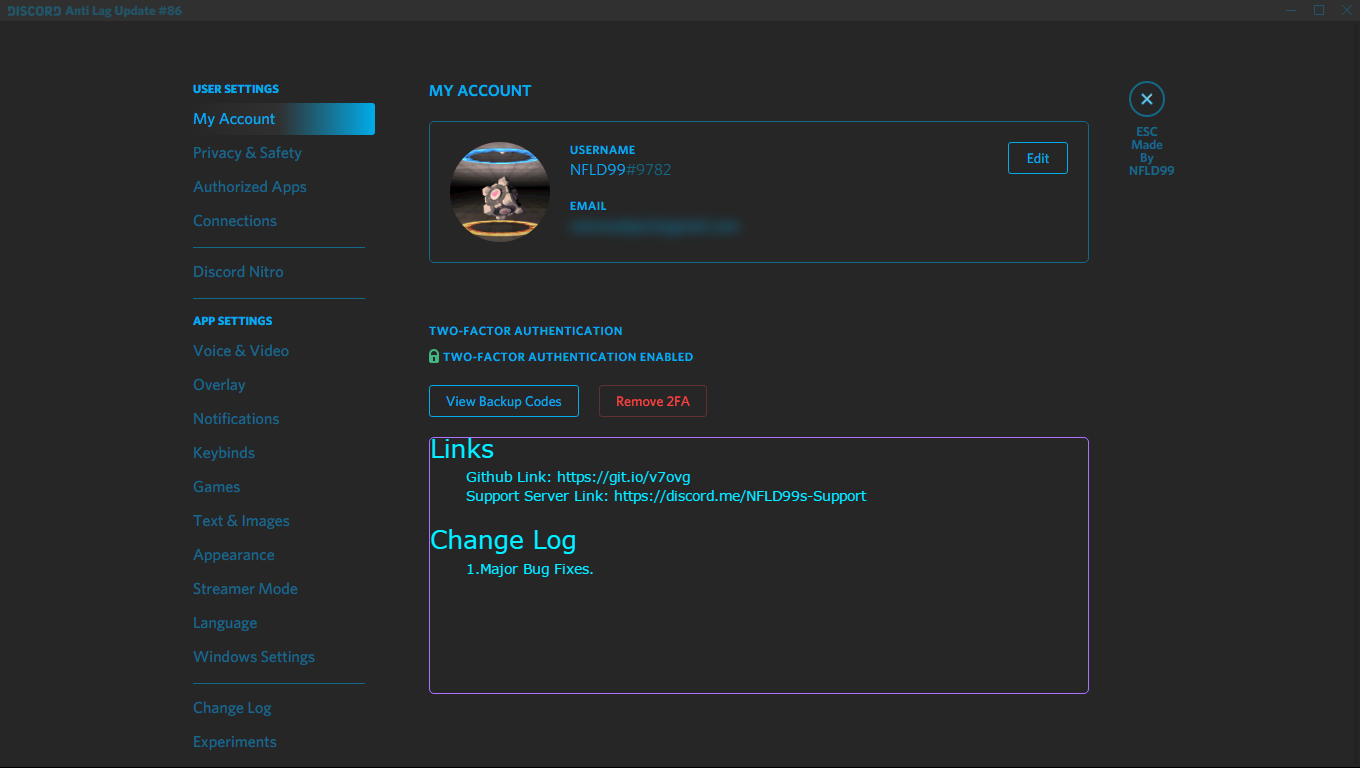 DISCORD Anti Lag Update #86
USER SETTINGS
My Account
Privacy & Safety
Authorized Apps
Connections
Discord Nitro
APP SETTINGS
Voice & Video
Overlay
Notifications
Keybinds
Games
Text & Images
Appearance
Streamer Mode
Language
Windows Settings
Change Log
Experiments
MY ACCOUNT
USERNAME
NFLD99#9782
EMAIL
Edit
TWO-FACTOR AUTHENTICATION
TWO-FACTOR AUTHENTICATION ENABLED
View Backup Codes
Remove 2FA
Links
Github Link: https://git.io/v7ovg
Support Server Link: https://discord.me/NFLD99s-Support
Change Log
1.Major Bug Fixes.
ESC
Made
By
NFLD99